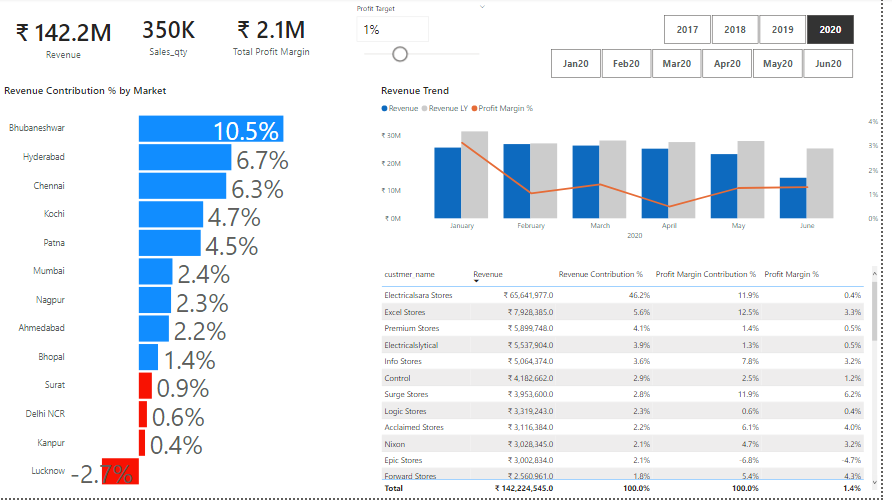 ₹ 142.2M
Revenue
350K
Sales_qty
₹ 2.1M
Total Profit Margin
Profit Target
1%
2017 2018 2019 2020
Jan20 Feb20 Mar20 Apr20 May20 Jun20
Revenue Contribution % by Market
Bhubaneshwar 10.5%
Hyderabad 6.7%
Chennai 6.3%
Kochi 4.7%
Patna 4.5%
Mumbai 2.4%
Nagpur 2.3%
Ahmedabad 2.2%
Bhopal 1.4%
Surat 0.9%
Delhi NCR 0.6%
Kanpur 0.4%
Lucknow -2.7%
Revenue Trend
Revenue Revenue LY Profit Margin %
₹ 30M
₹ 20M
₹ 10M
₹ 0M
4%
3%
2%
1%
0%
January February March April May June
2020
custmer_name Revenue Revenue Contribution % Profit Margin Contribution % Profit Margin %
Electricalsara Stores ₹ 65,641,977.0 46.2% 11.9% 0.4%
Excel Stores ₹ 7,928,385.0 5.6% 12.5% 3.3%
Premium Stores ₹ 5,899,748.0 4.1% 1.4% 0.5%
Electricalslytical ₹ 5,537,904.0 3.9% 1.3% 0.5%
Info Stores ₹ 5,064,374.0 3.6% 7.8% 3.2%
Control ₹ 4,182,662.0 2.9% 2.5% 1.2%
Surge Stores ₹ 3,953,600.0 2.8% 11.9% 6.2%
Logic Stores ₹ 3,319,243.0 2.3% 0.6% 0.4%
Acclaimed Stores ₹ 3,116,384.0 2.2% 6.1% 4.0%
Nixon ₹ 3,028,345.0 2.1% 4.7% 3.2%
Epic Stores ₹ 3,002,834.0 2.1% -6.8% -4.7%
Forward Stores ₹ 2,560,961.0 1.8% 5.4% 4.3%
Total ₹ 142,224,545.0 100.0% 100.0% 1.4%